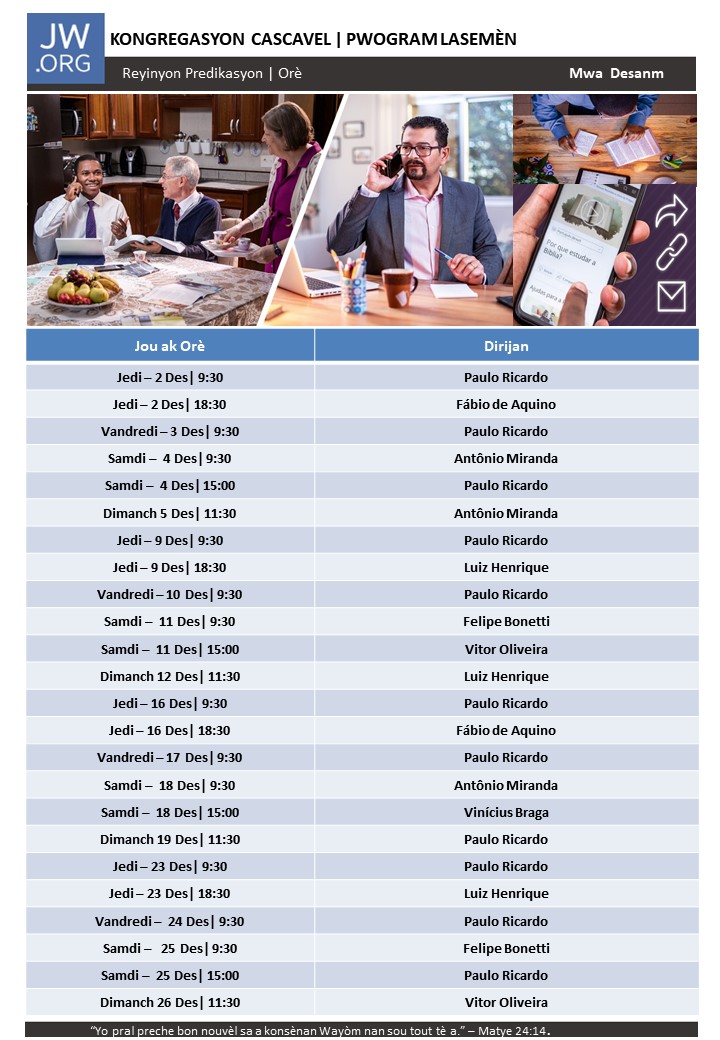 JW
.ORG
KONGREGASYON CASCAVEL | PWOGRAM LASEMÈN
Reyinyon Predikasyon | Orè Mwa Desanm
Por que estudar a
Bíblia?
Ajudas para a
Jou ak Orè Dirijan
Jedi – 2 Des| 9:30 Paulo Ricardo
Jedi – 2 Des| 18:30 Fábio de Aquino
Vandredi – 3 Des| 9:30 Paulo Ricardo
Samdi – 4 Des| 9:30 Antônio Miranda
Samdi – 4 Des| 15:00 Paulo Ricardo
Dimanch 5 Des| 11:30 Antônio Miranda
Jedi – 9 Des| 9:30 Paulo Ricardo
Jedi – 9 Des| 18:30 Luiz Henrique
Vandredi – 10 Des| 9:30 Paulo Ricardo
Samdi – 11 Des| 9:30 Felipe Bonetti
Samdi – 11 Des| 15:00 Vitor Oliveira
Dimanch 12 Des| 11:30 Luiz Henrique
Jedi – 16 Des| 9:30 Paulo Ricardo
Jedi – 16 Des| 18:30 Fábio de Aquino
Vandredi – 17 Des| 9:30 Paulo Ricardo
Samdi – 18 Des| 9:30 Antônio Miranda
Samdi – 18 Des| 15:00 Vinícius Braga
Dimanch 19 Des| 11:30 Paulo Ricardo
Jedi – 23 Des| 9:30 Paulo Ricardo
Jedi – 23 Des| 18:30 Luiz Henrique
Vandredi – 24 Des| 9:30 Paulo Ricardo
Samdi – 25 Des| 9:30 Felipe Bonetti
Samdi – 25 Des| 15:00 Paulo Ricardo
Dimanch 26 Des| 11:30 Vitor Oliveira
“Yo pral preche bon nouvèl sa a konsènan Wayòm nan sou tout tè a.” – Matye 24:14.